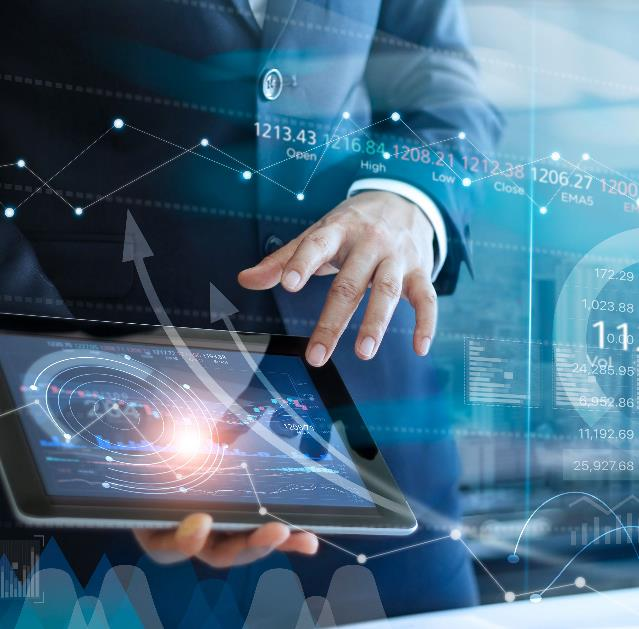 1213.43 1216.84 1208.21 1212.38 1206.27 1200
Open High Low Close EMA5
172.29
1,023.88
0.00
11.
Vol
24,285.95
6,952.86
11,192.69
25,927.68